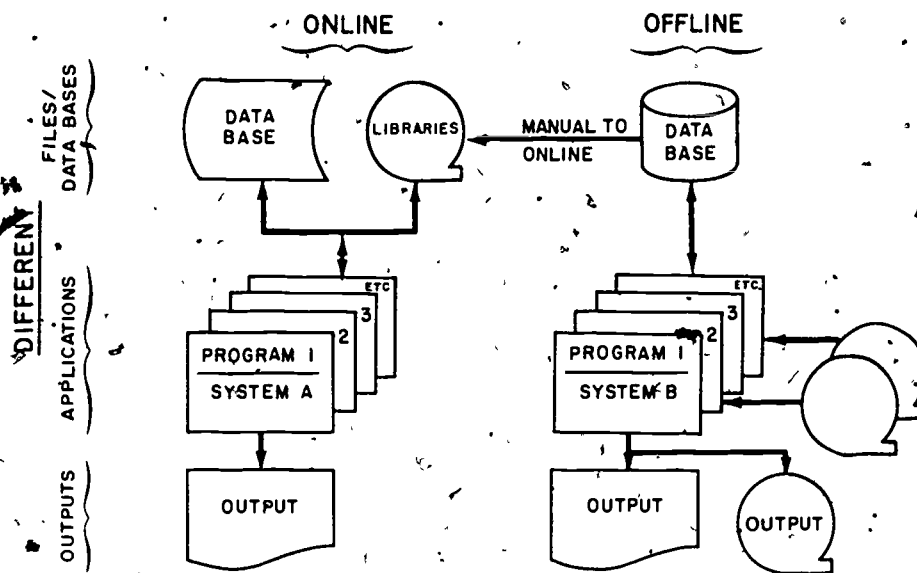 ONLINE
OFFLINE
FILES/
DATA BASES
DATA
BASE
LIBRARIES
MANUAL TO
ONLINE
DATA
BASE
DIFFERENT
APPLICATIONS
ETC
3
2
PROGRAM 1
SYSTEM A
ETC.
3
2
PROGRAM 1
SYSTEM B
OUTPUTS
OUTPUT
OUTPUT
OUTPUT